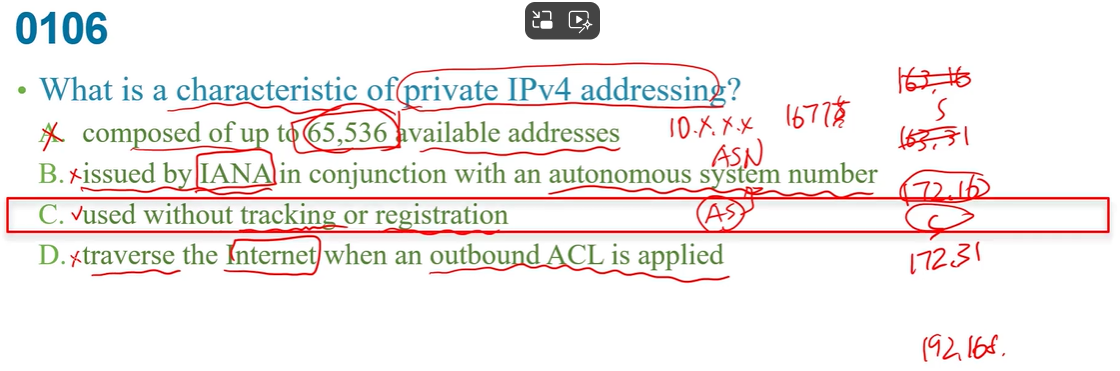 0106
• What is a characteristic of private IPv4 addressing?
A. composed of up to 65,536 available addresses
B. issued by IANA in conjunction with an autonomous system number
C. used without tracking or registration
D. traverse the Internet when an outbound ACL is applied
10.x.x.x
ASN
AS
163.16
163.31
172.16
172.31
192.168.